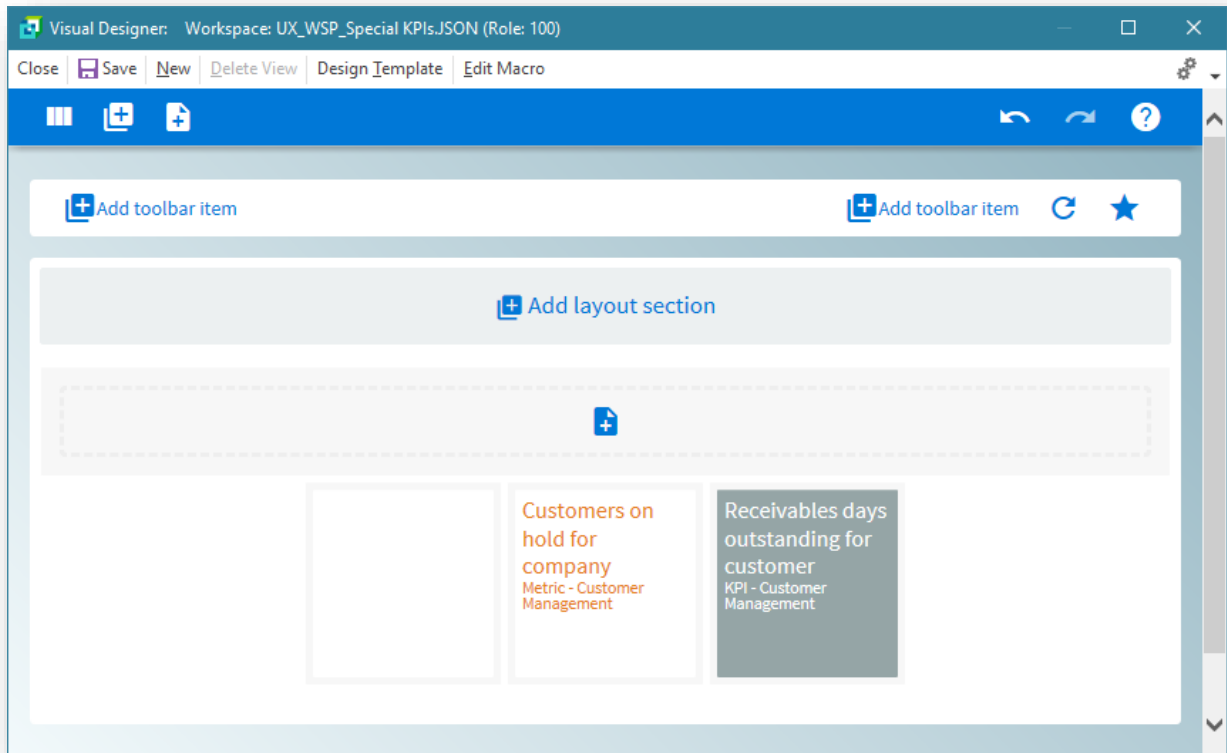 Visual Designer: Workspace: UX_WSP_Special KPIs.JSON (Role: 100)
Close Save New Delete View Design Template Edit Macro
Add toolbar item Add toolbar item
Add layout section
Customers on
hold for
company
Metric - Customer
Management
Receivables days
outstanding for
customer
KPI - Customer
Management